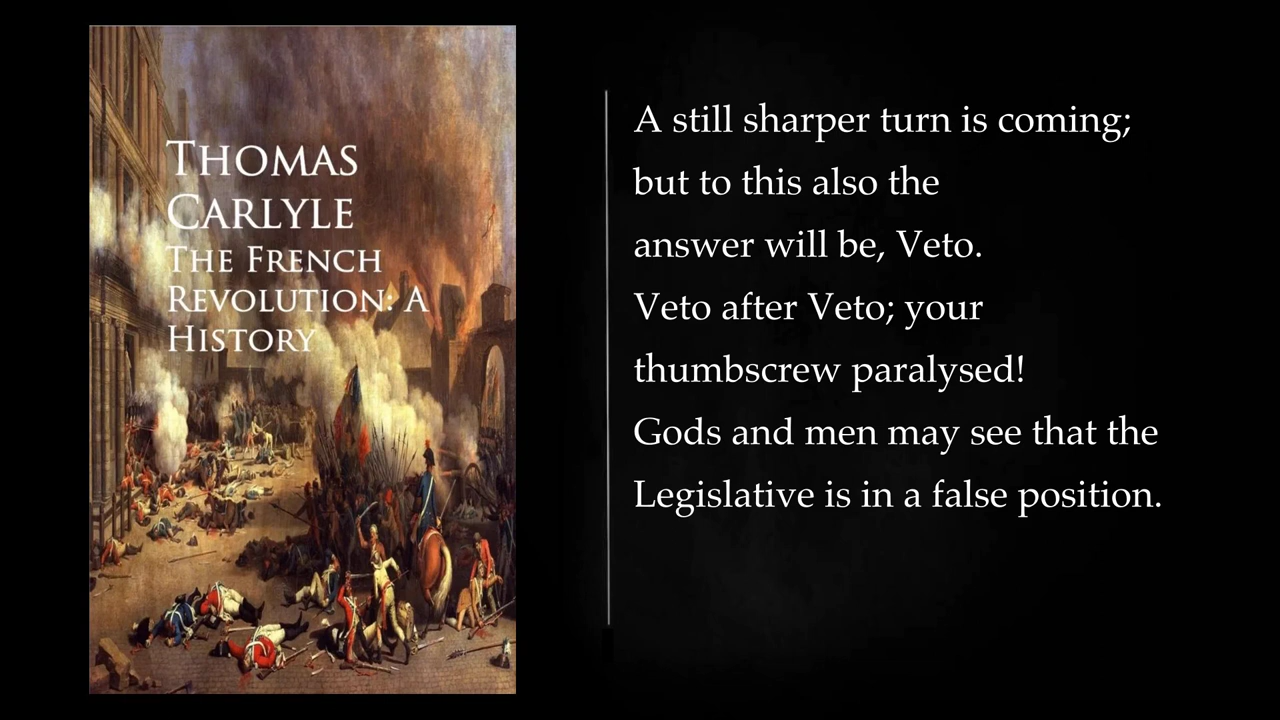 THOMAS
CARLYLE
THE FRENCH
REVOLUTION: A
HISTORY
A still sharper turn is coming;
but to this also the
answer will be, Veto.
Veto after Veto; your
thumbscrew paralysed!
Gods and men may see that the
Legislative is in a false position.